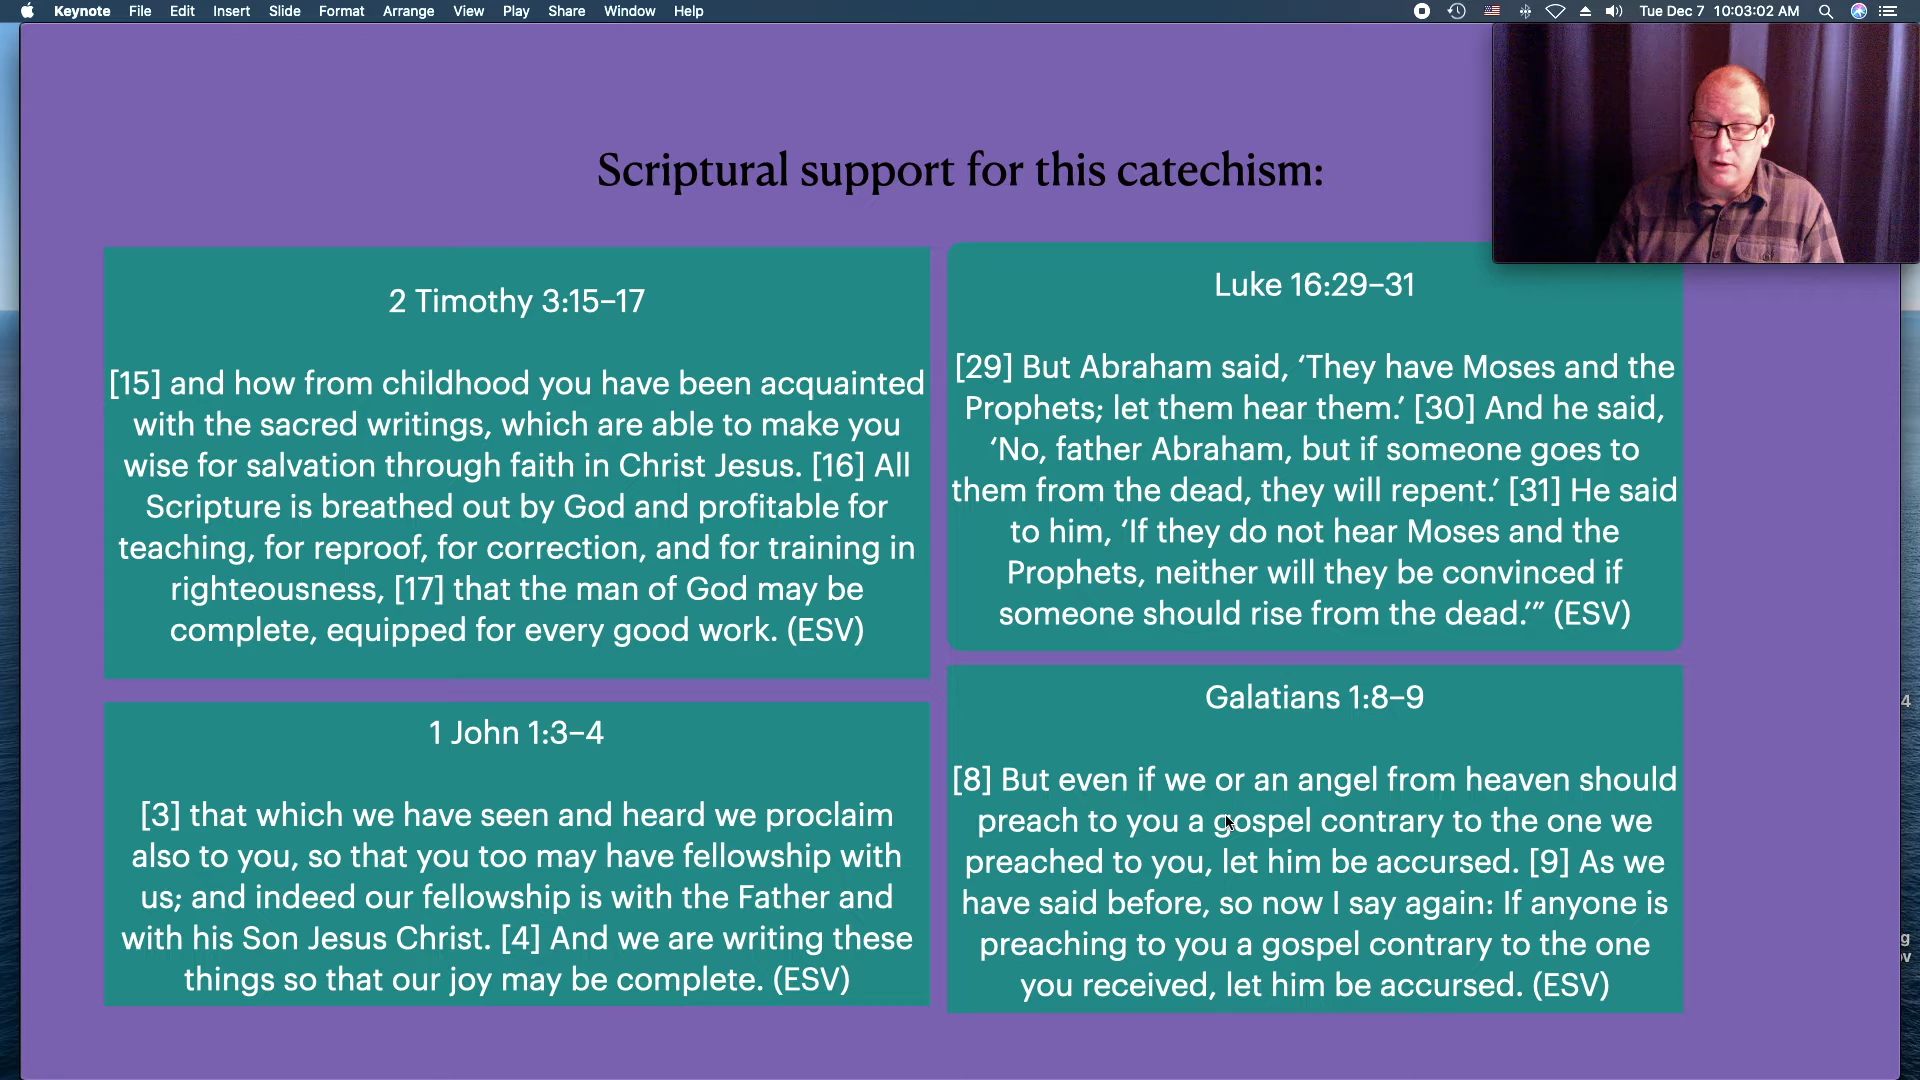 Keynote File Edit Insert Slide Format Arrange View Play Share Window Help Tue Dec 7 10:03:02 AM
Scriptural support for this catechism:
2 Timothy 3:15–17
[15] and how from childhood you have been acquainted
with the sacred writings, which are able to make you
wise for salvation through faith in Christ Jesus. [16] All
Scripture is breathed out by God and profitable for
teaching, for reproof, for correction, and for training in
righteousness, [17] that the man of God may be
complete, equipped for every good work. (ESV)
Luke 16:29–31
[29] But Abraham said, ‘They have Moses and the
Prophets; let them hear them.’ [30] And he said,
‘No, father Abraham, but if someone goes to
them from the dead, they will repent.’ [31] He said
to him, ‘If they do not hear Moses and the
Prophets, neither will they be convinced if
someone should rise from the dead.’” (ESV)
1 John 1:3–4
[3] that which we have seen and heard we proclaim
also to you, so that you too may have fellowship with
us; and indeed our fellowship is with the Father and
with his Son Jesus Christ. [4] And we are writing these
things so that our joy may be complete. (ESV)
Galatians 1:8–9
[8] But even if we or an angel from heaven should
preach to you a gospel contrary to the one we
preached to you, let him be accursed. [9] As we
have said before, so now I say again: If anyone is
preaching to you a gospel contrary to the one
you received, let him be accursed. (ESV)